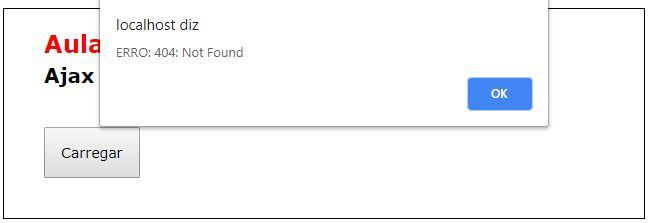 localhost diz
ERRO: 404: Not Found
OK
Aula
Ajax
Carregar